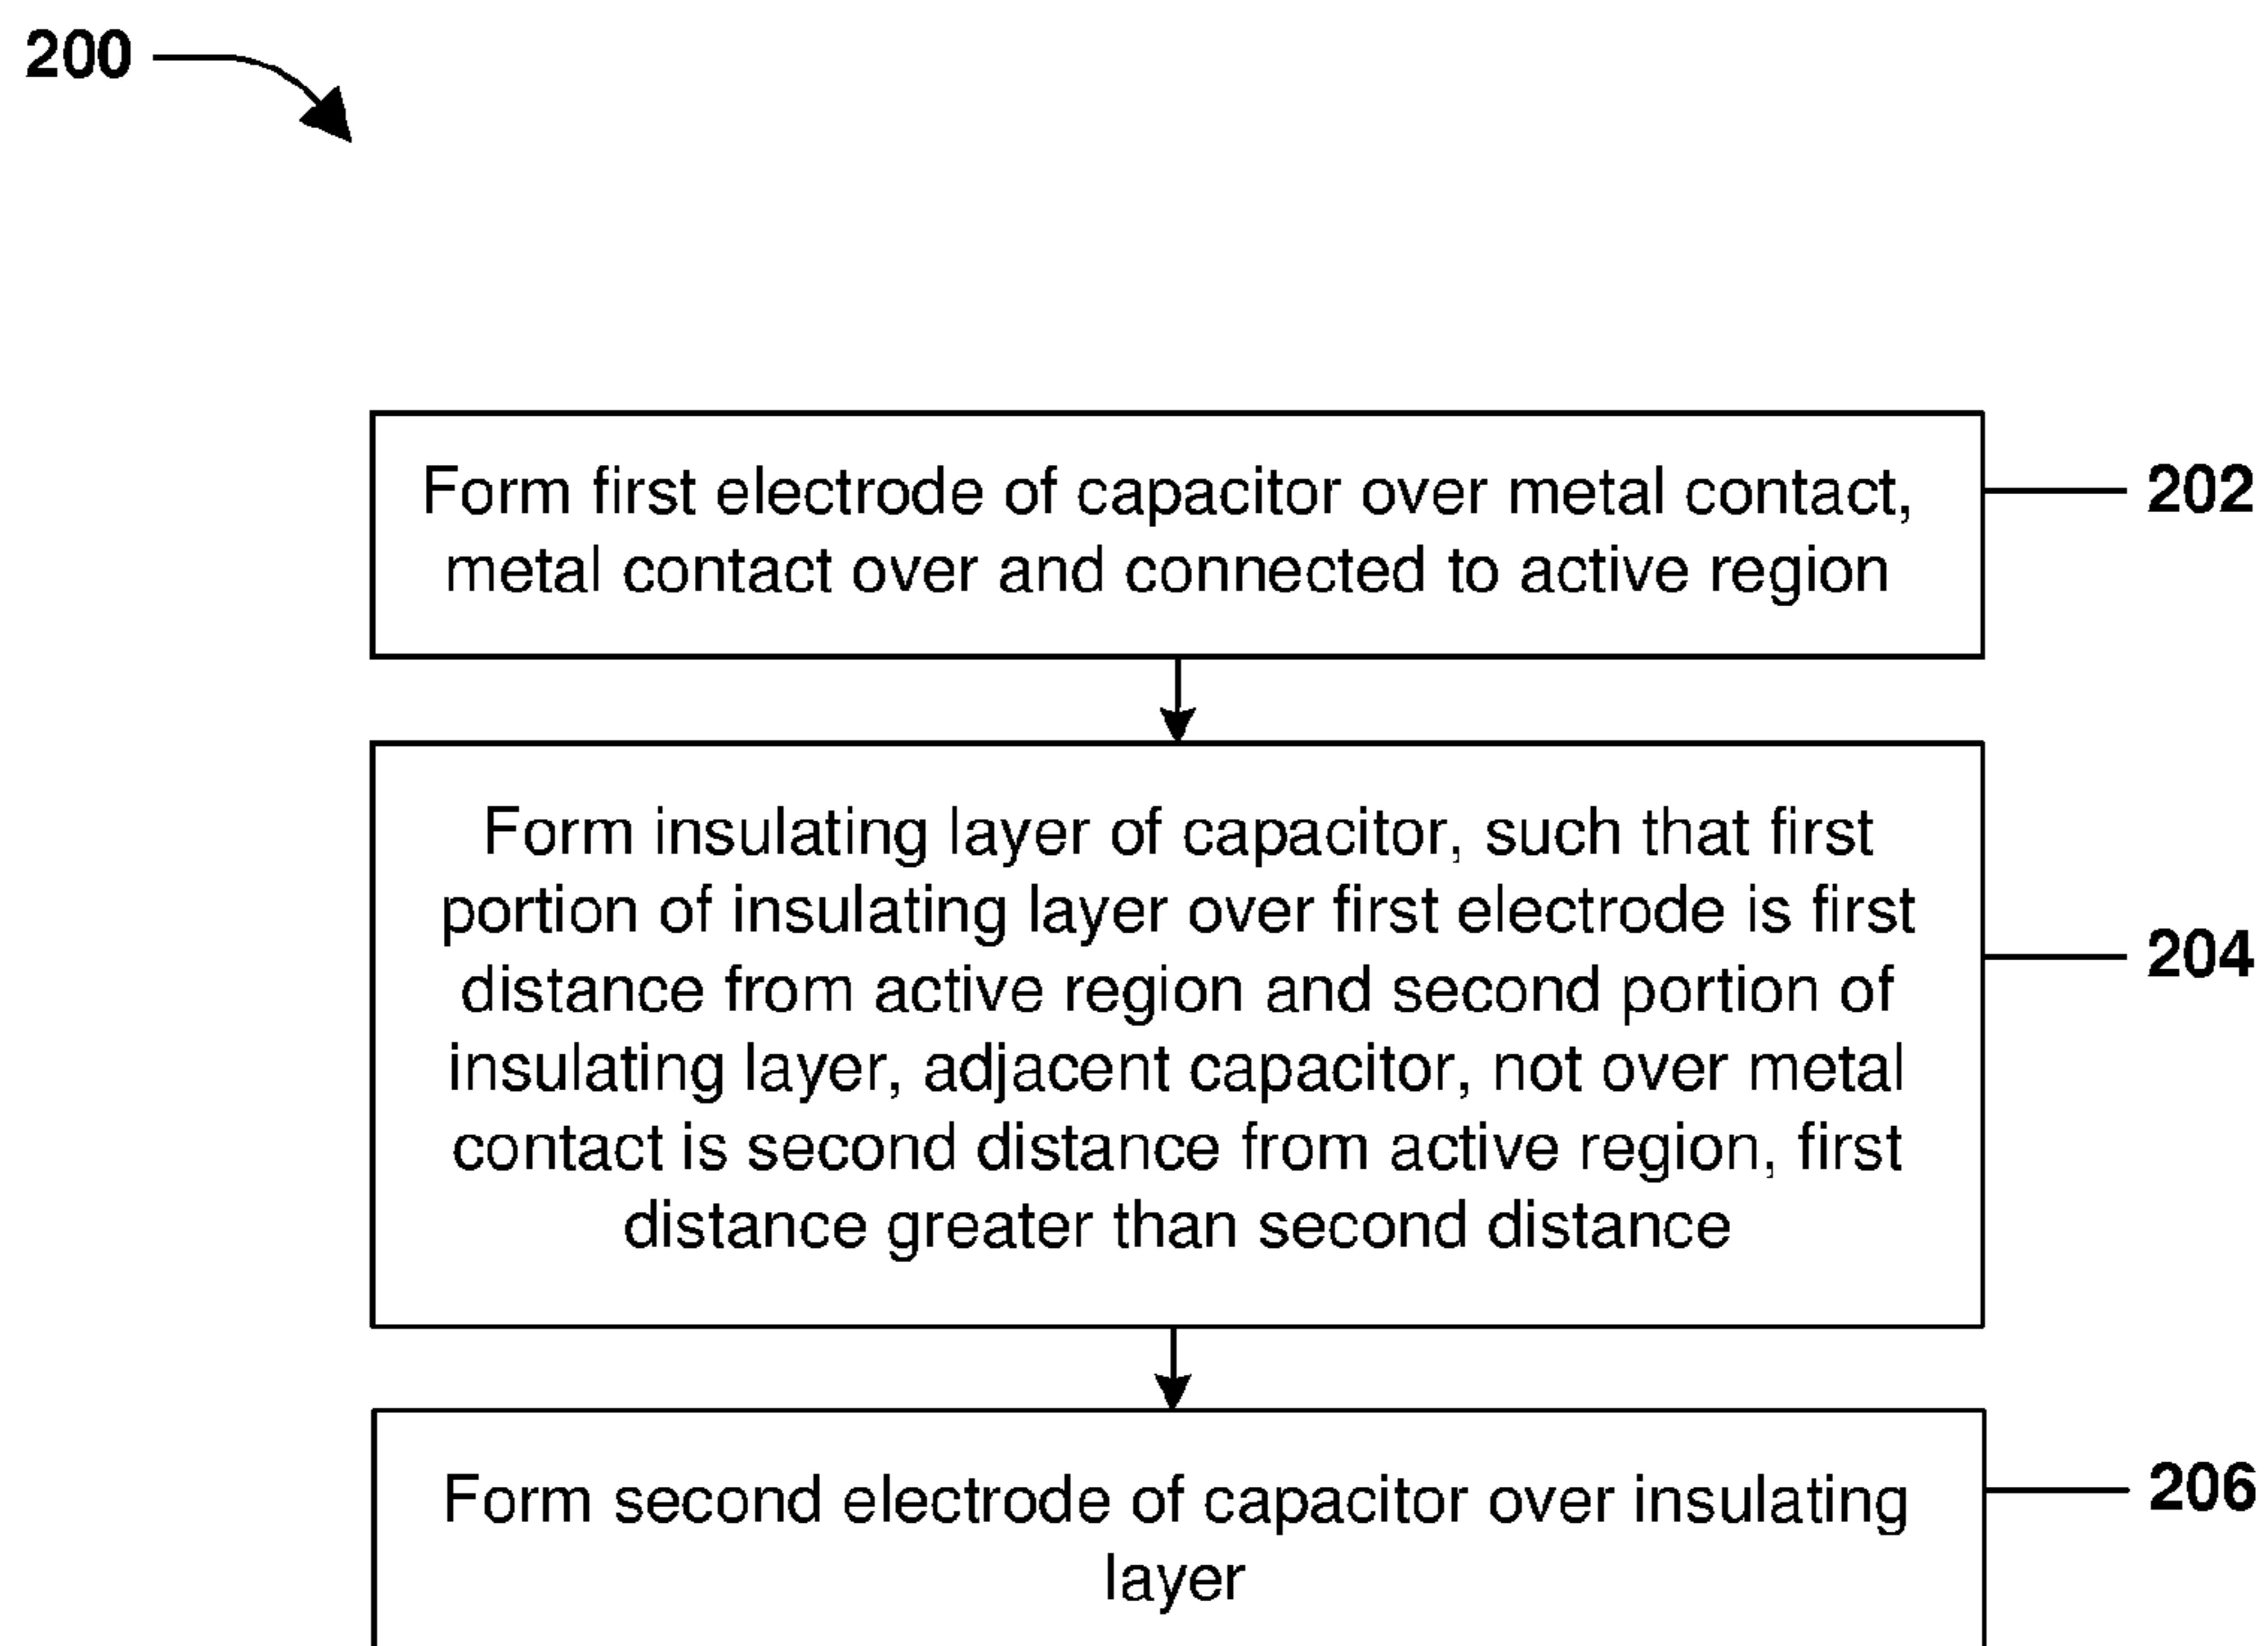 200
Form first electrode of capacitor over metal contact,
metal contact over and connected to active region
202
Form insulating layer of capacitor, such that first
portion of insulating layer over first electrode is first
distance from active region and second portion of
insulating layer, adjacent capacitor, not over metal
contact is second distance from active region, first
distance greater than second distance
204
Form second electrode of capacitor over insulating
layer
206